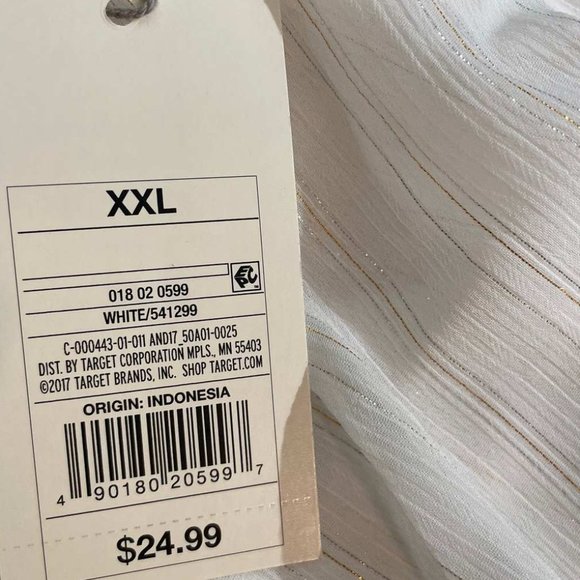 XXL
EPC
018 02 0599
WHITE/541299
C-000443-01-011 AND17_50A01-0025
DIST. BY TARGET CORPORATION MPLS., MN 55403
©2017 TARGET BRANDS, INC. SHOP TARGET.COM
ORIGIN: INDONESIA
4 90180 20599 7
$24.99